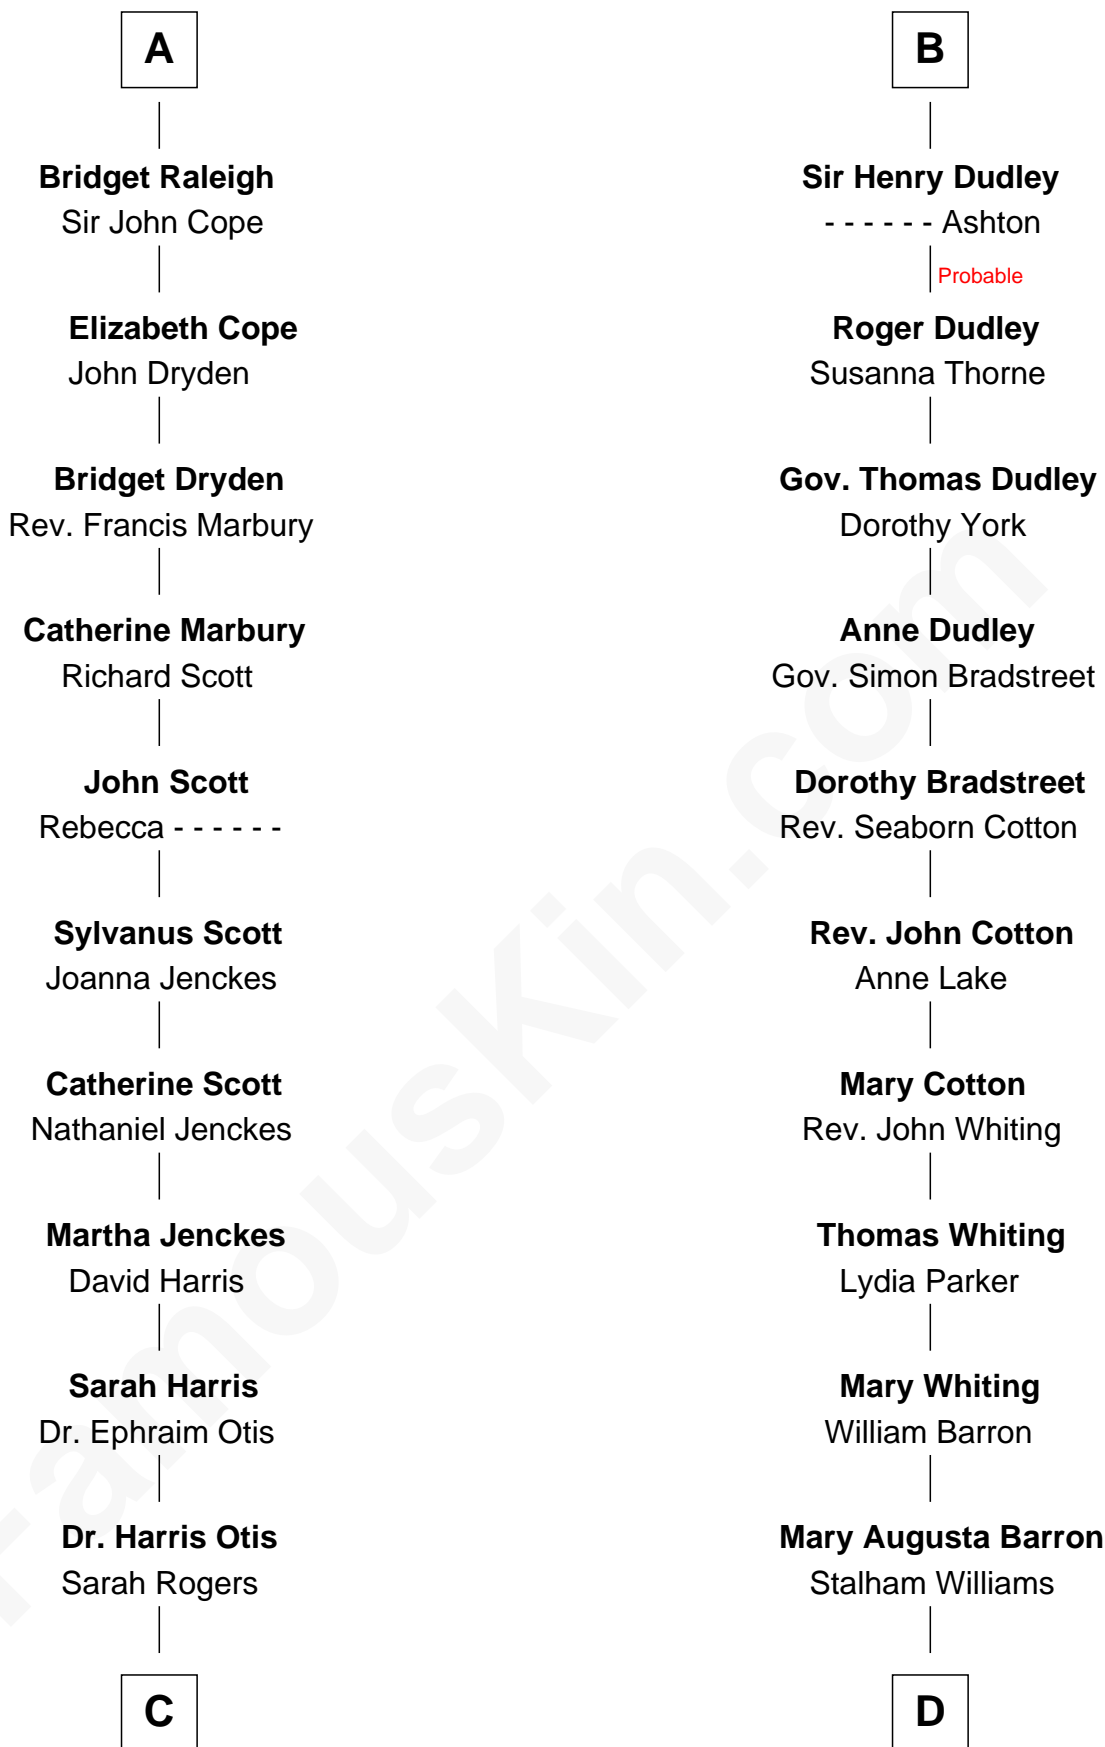 A
Bridget Raleigh
Sir John Cope
Elizabeth Cope
John Dryden
Bridget Dryden
Rev. Francis Marbury
Catherine Marbury
Richard Scott
John Scott
Rebecca - - - - - -
Sylvanus Scott
Joanna Jenckes
Catherine Scott
Nathaniel Jenckes
Martha Jenckes
David Harris
Sarah Harris
Dr. Ephraim Otis
Dr. Harris Otis
Sarah Rogers
C
B
Sir Henry Dudley
- - - - - - Ashton
Probable
Roger Dudley
Susanna Thorne
Gov. Thomas Dudley
Dorothy York
Anne Dudley
Gov. Simon Bradstreet
Dorothy Bradstreet
Rev. Seaborn Cotton
Rev. John Cotton
Anne Lake
Mary Cotton
Rev. John Whiting
Thomas Whiting
Lydia Parker
Mary Whiting
William Barron
Mary Augusta Barron
Stalham Williams
D
FamousKin.com